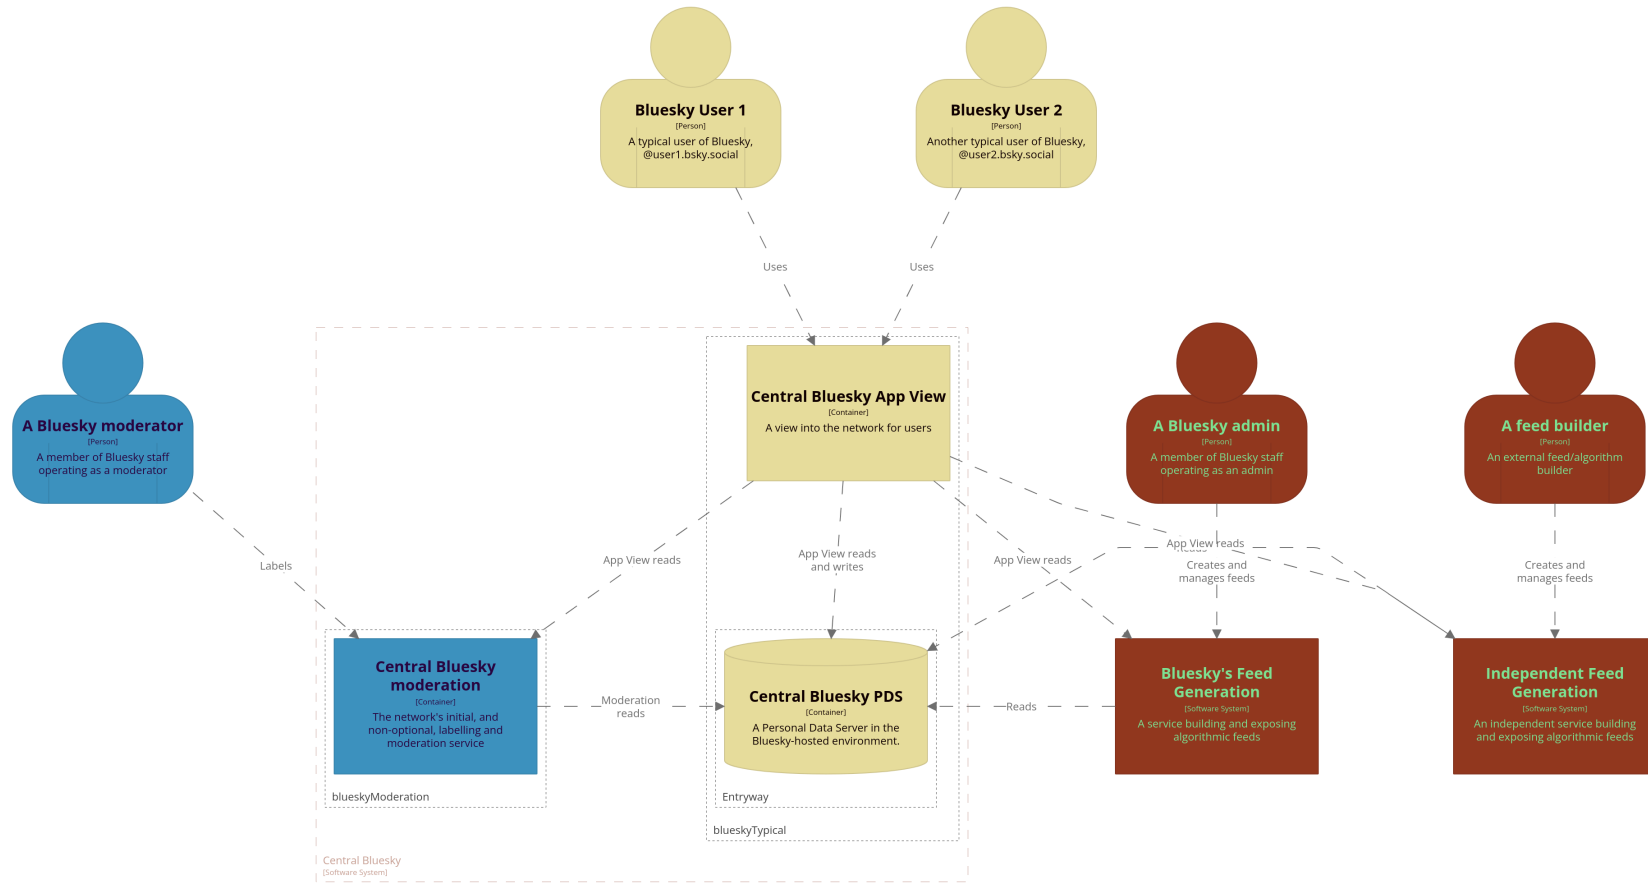 Bluesky User 1
[Person]
A typical user of Bluesky,
@user1.bsky.social
Bluesky User 2
[Person]
Another typical user of Bluesky,
@user2.bsky.social
Uses
Uses
A Bluesky moderator
[Person]
A member of Bluesky staff
operating as a moderator
Central Bluesky App View
[Container]
A view into the network for users
A Bluesky admin
[Person]
A member of Bluesky staff
operating as an admin
A feed builder
[Person]
An external feed/algorithm
builder
Labels
App View reads
App View reads
and writes
App View reads
App View reads
Creates and
manages feeds
Creates and
manages feeds
Central Bluesky
moderation
[Container]
The network's initial, and
non-optional, labelling and
moderation service
Moderation
reads
Central Bluesky PDS
[Container]
A Personal Data Server in the
Bluesky-hosted environment.
Reads
Bluesky's Feed
Generation
[Software System]
A service building and exposing
algorithmic feeds
Independent Feed
Generation
[Software System]
An independent service building
and exposing algorithmic feeds
blueskyModeration
Entryway
blueskyTypical
Central Bluesky
[Software System]